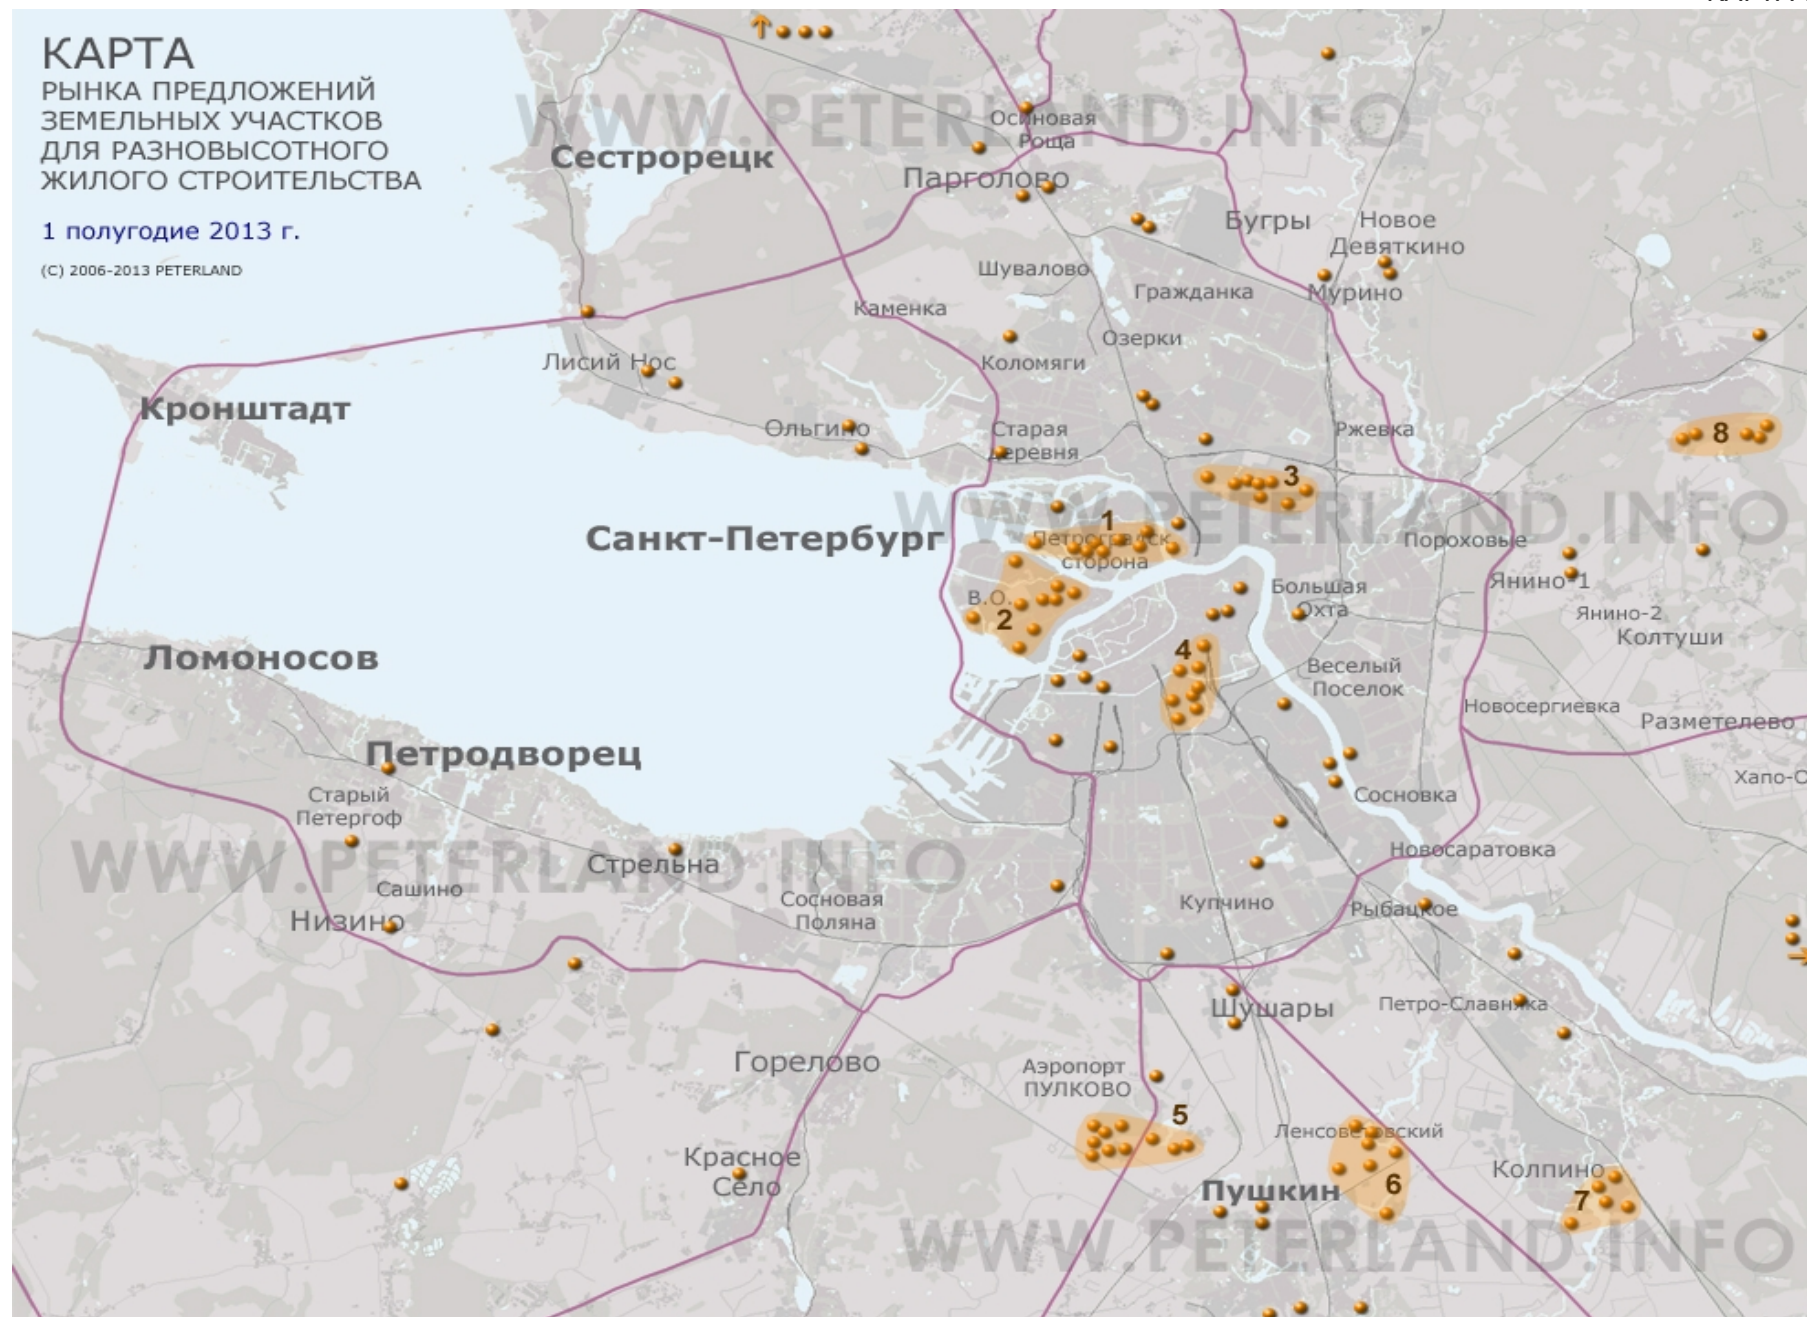 КАРТА
РЫНКА ПРЕДЛОЖЕНИЙ
ЗЕМЕЛЬНЫХ УЧАСТКОВ
ДЛЯ РАЗНОВЫСОТНОГО
ЖИЛОГО СТРОИТЕЛЬСТВА
1 полугодие 2013 г.
(C) 2006-2013 PETERLAND
WWW.PETERLAND.INFO
Осиновая
Роща
Сестрорецк
Парголово
Бугры
Новое
Девяткино
Шувалово
Гражданка
Мурино
Каменка
Озерки
Лисий Нос
Коломяги
Кронштадт
Ольгино
Старая
деревня
Ржевка
8
3
WWW.PETERLAND.INFO
1
Санкт-Петербург
Петроградск.
сторона
Пороховые
Янино-1
Большая
Охта
В.О.
2
Янино-2
Колтуши
4
Ломоносов
Веселый
Поселок
Новосергиевка
Разметелево
Петродворец
Хапо-О
Старый
Петергоф
Сосновка
Новосаратовка
WWW.PETERLAND.INFO
Стрельна
Сашино
Сосновая
Поляна
Низино
Купчино
Рыбацкое
Шушары
Петро-Славянка
Горелово
Аэропорт
ПУЛКОВО
5
Ленсоветовский
Красное
Село
Колпино
6
Пушкин
7
WWW.PETERLAND.INFO